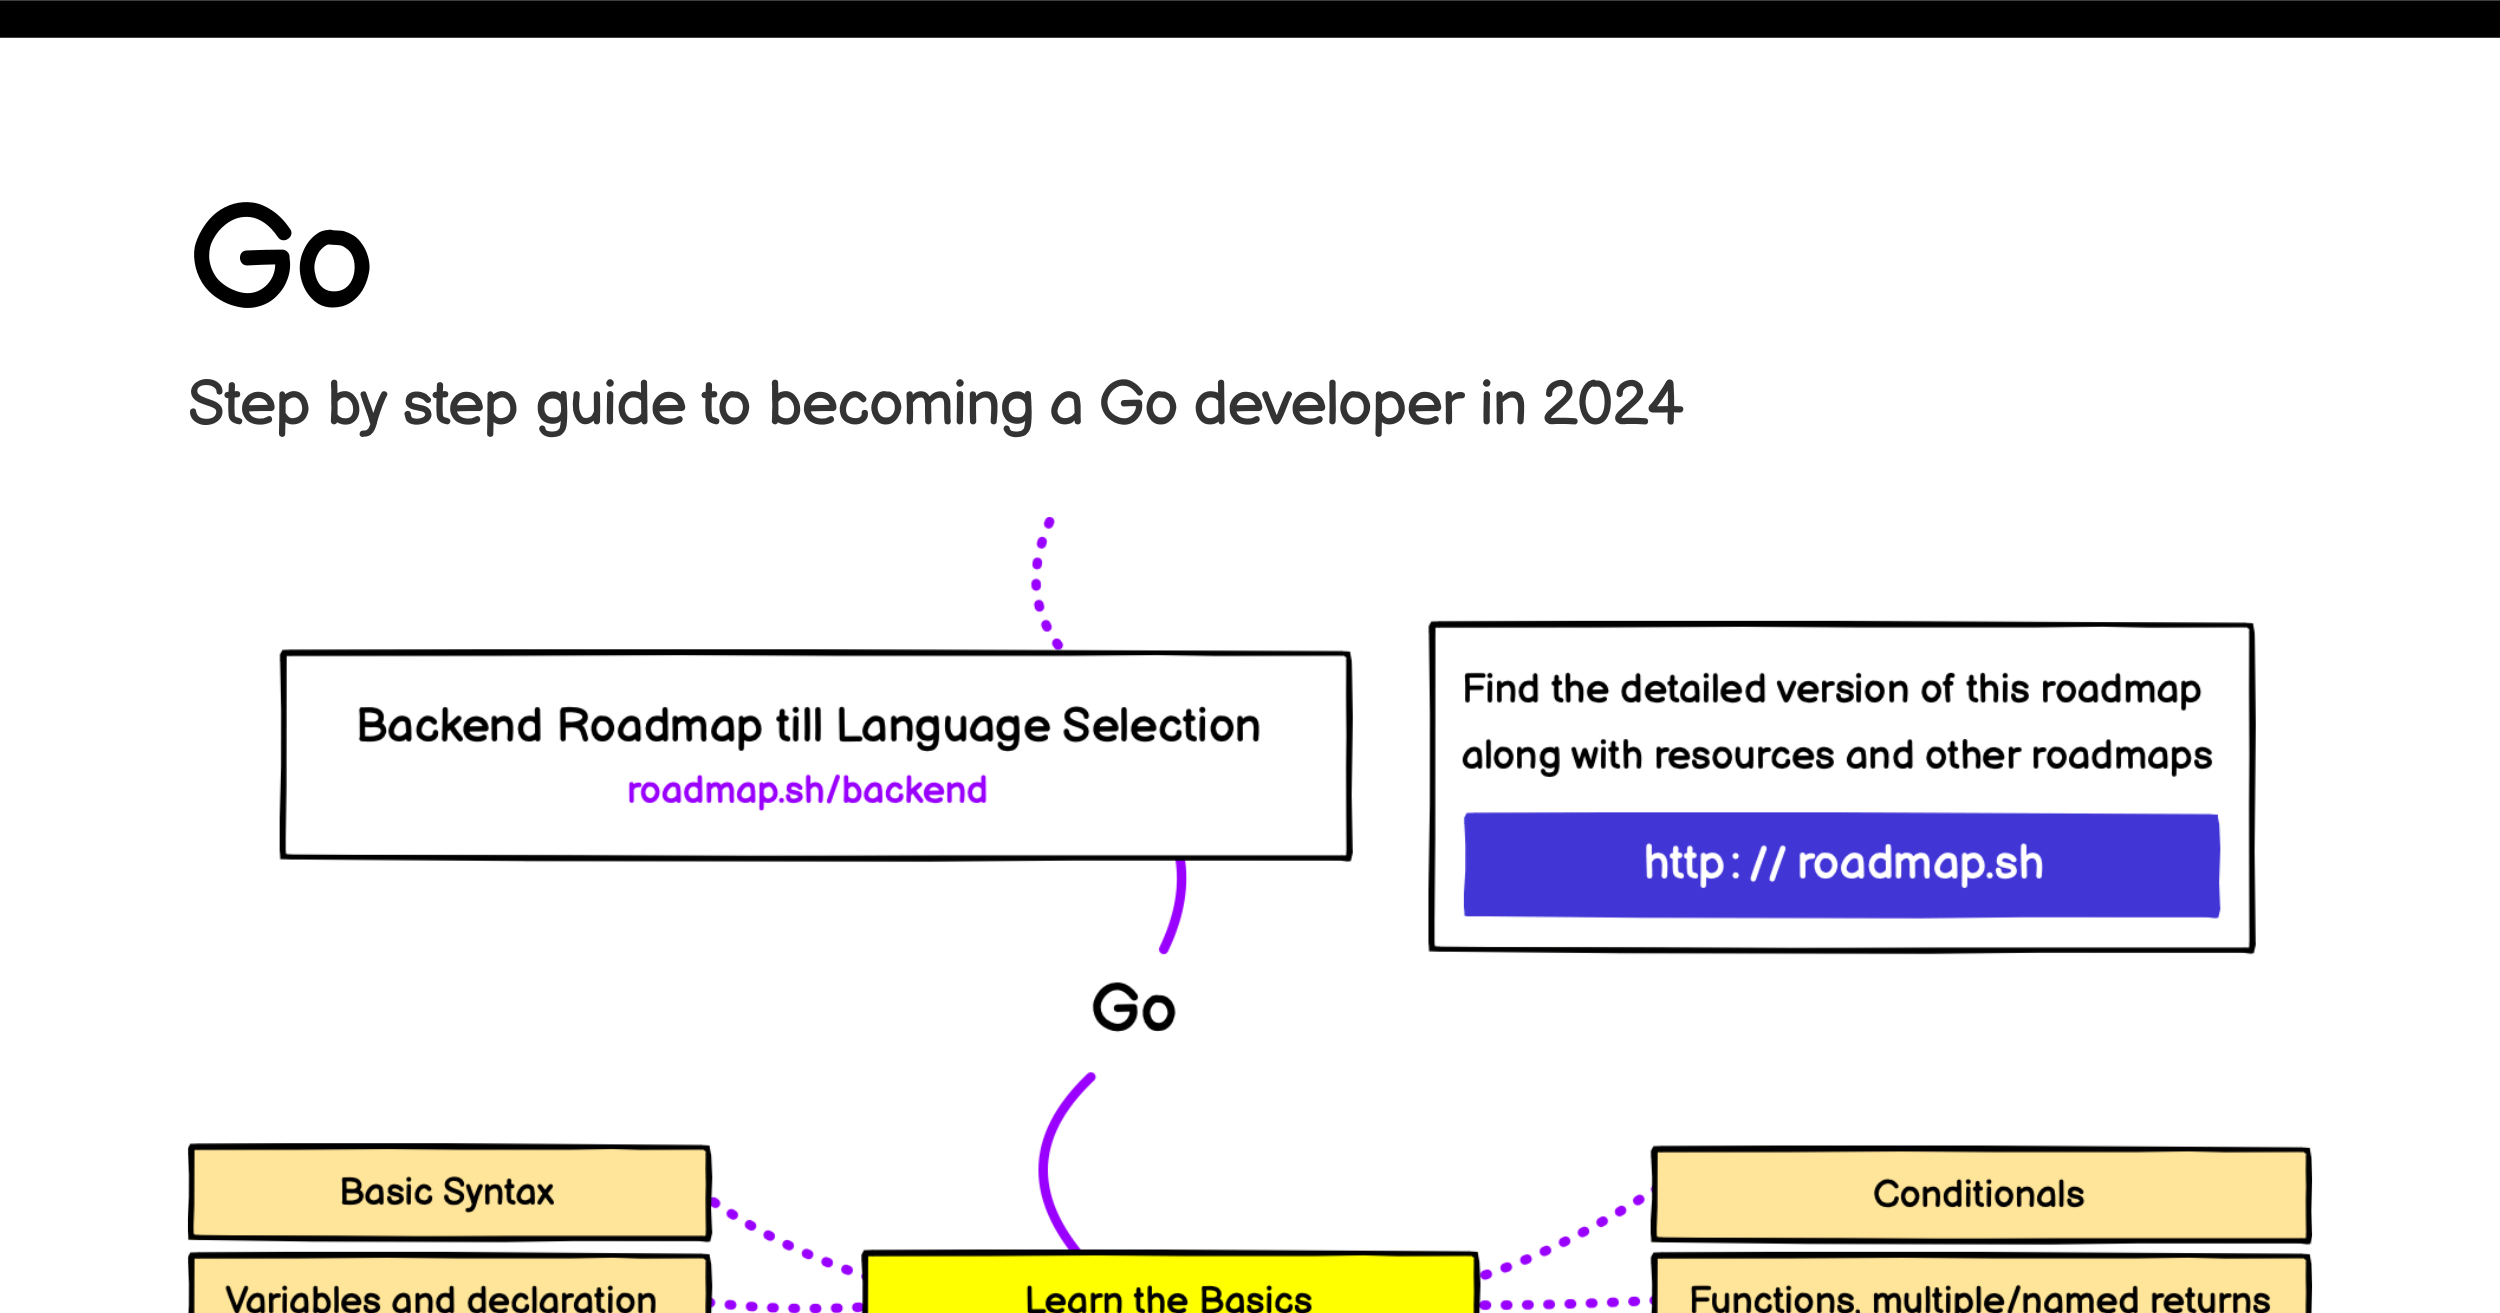 Go
Step by step guide to becoming a Go developer in 2024
Backend Roadmap till Language Selection
roadmap.sh/backend
Find the detailed version of this roadmap
along with resources and other roadmaps
http://roadmap.sh
Go
Basic Syntax
Conditionals
Variables and declaration
Learn the Basics
Functions, multiple/named returns